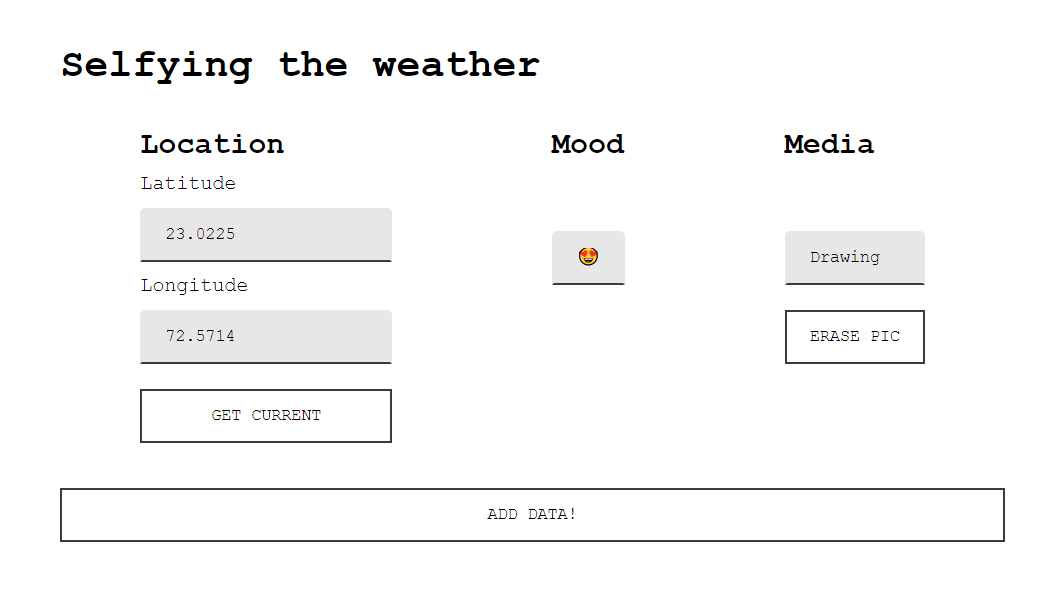 Selfying the weather
Location
Latitude
23.0225
Longitude
72.5714
GET CURRENT
Mood
😍
Media
Drawing
ERASE PIC
ADD DATA!